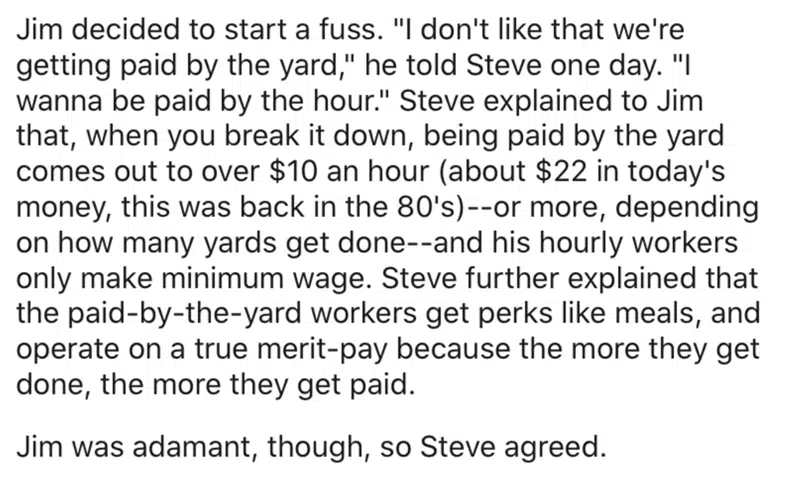 Jim decided to start a fuss. "I don't like that we're
getting paid by the yard," he told Steve one day. "I
wanna be paid by the hour." Steve explained to Jim
that, when you break it down, being paid by the yard
comes out to over $10 an hour (about $22 in today's
money, this was back in the 80's)--or more, depending
on how many yards get done--and his hourly workers
only make minimum wage. Steve further explained that
the paid-by-the-yard workers get perks like meals, and
operate on a true merit-pay because the more they get
done, the more they get paid.
Jim was adamant, though, so Steve agreed.